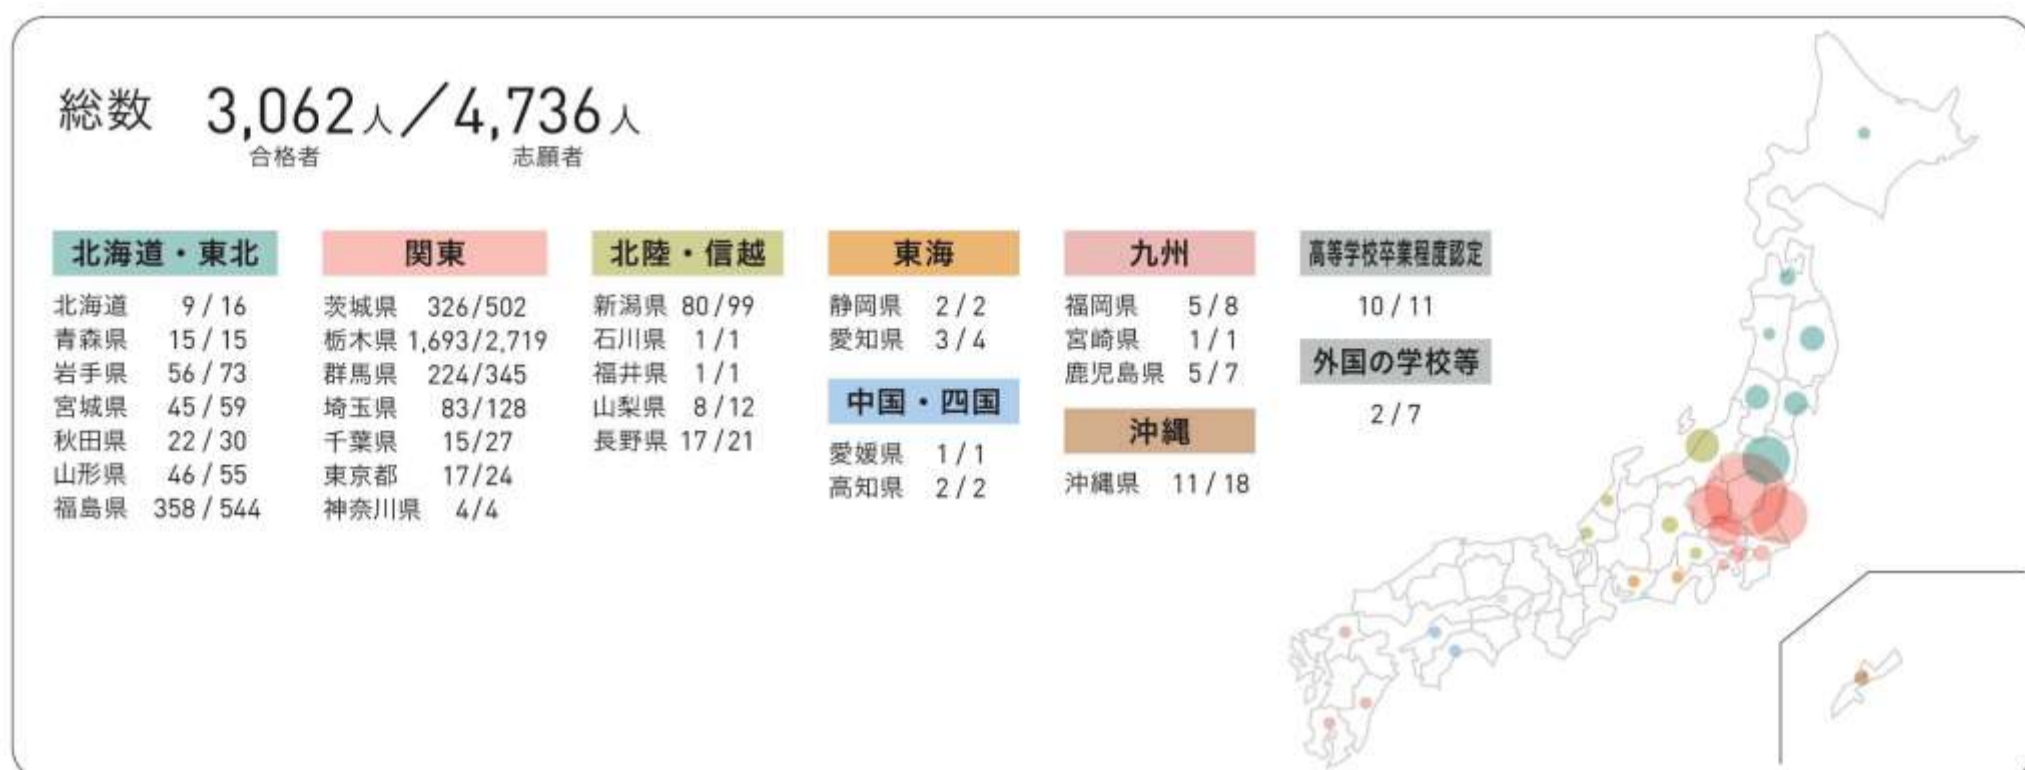 総数 3,062人／4,736人
合格者 志願者
北海道・東北
北海道 9 / 16
青森県 15 / 15
岩手県 56 / 73
宮城県 45 / 59
秋田県 22 / 30
山形県 46 / 55
福島県 358 / 544
関東
茨城県 326/502
栃木県 1,693/2,719
群馬県 224/345
埼玉県 83/128
千葉県 15/27
東京都 17/24
神奈川県 4/4
北陸・信越
新潟県 80/99
石川県 1/1
福井県 1/1
山梨県 8/12
長野県 17/21
東海
静岡県 2/2
愛知県 3/4
中国・四国
愛媛県 1/1
高知県 2/2
九州
福岡県 5/8
宮崎県 1/1
鹿児島県 5/7
沖縄
沖縄県 11/18
高等学校卒業程度認定
10/11
外国の学校等
2/7